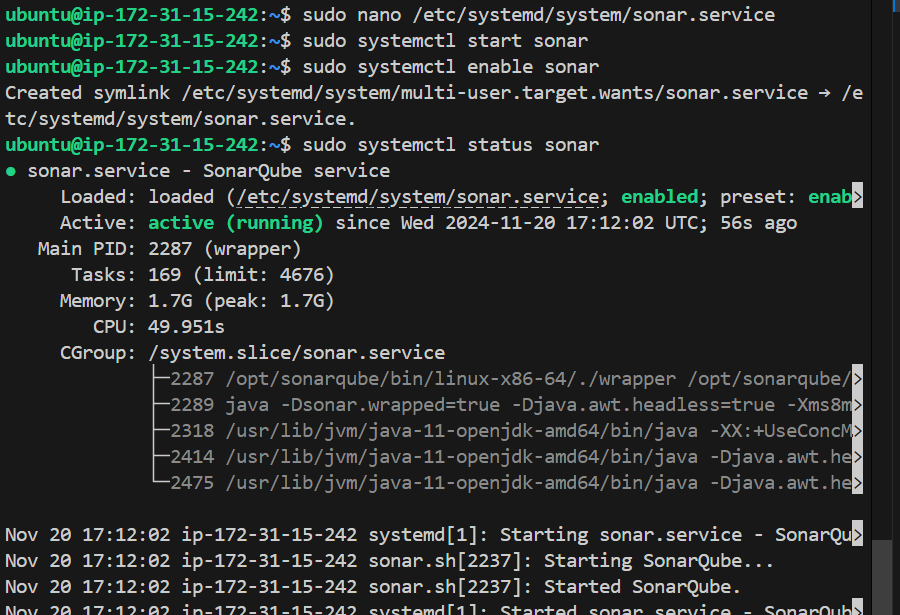 ubuntu@ip-172-31-15-242:~$ sudo nano /etc/systemd/system/sonar.service
ubuntu@ip-172-31-15-242:~$ sudo systemctl start sonar
ubuntu@ip-172-31-15-242:~$ sudo systemctl enable sonar
Created symlink /etc/systemd/system/multi-user.target.wants/sonar.service → /e
tc/systemd/system/sonar.service.
ubuntu@ip-172-31-15-242:~$ sudo systemctl status sonar
● sonar.service - SonarQube service
     Loaded: loaded (/etc/systemd/system/sonar.service; enabled; preset: enab>
     Active: active (running) since Wed 2024-11-20 17:12:02 UTC; 56s ago
   Main PID: 2287 (wrapper)
      Tasks: 169 (limit: 4676)
     Memory: 1.7G (peak: 1.7G)
        CPU: 49.951s
     CGroup: /system.slice/sonar.service
             ├─2287 /opt/sonarqube/bin/linux-x86-64/./wrapper /opt/sonarqube/>
             ├─2289 java -Dsonar.wrapped=true -Djava.awt.headless=true -Xms8m>
             ├─2318 /usr/lib/jvm/java-11-openjdk-amd64/bin/java -XX:+UseConcM>
             ├─2414 /usr/lib/jvm/java-11-openjdk-amd64/bin/java -Djava.awt.he>
             └─2475 /usr/lib/jvm/java-11-openjdk-amd64/bin/java -Djava.awt.he>
Nov 20 17:12:02 ip-172-31-15-242 systemd[1]: Starting sonar.service - SonarQu>
Nov 20 17:12:02 ip-172-31-15-242 sonar.sh[2237]: Starting SonarQube...
Nov 20 17:12:02 ip-172-31-15-242 sonar.sh[2237]: Started SonarQube.
Nov 20 17:12:02 ip-172-31-15-242 systemd[1]: Started sonar.service - SonarQub>